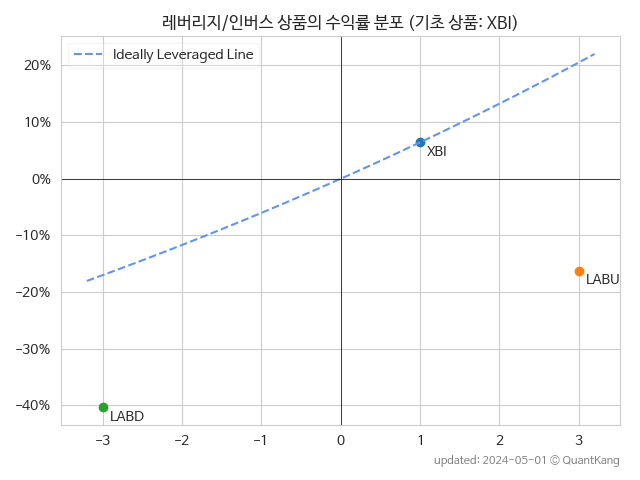 레버리지/인버스 상품의 수익률 분포 (기초 상품: XBI)
Ideally Leveraged Line
20%
10%
0%
−10%
−20%
−30%
−40%
XBI
LABU
LABD
−3 −2 −1 0 1 2 3
updated: 2024-05-01 © QuantKang